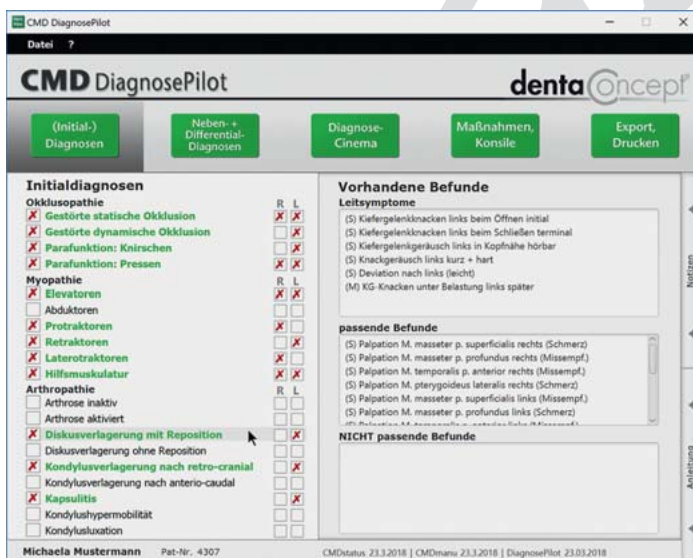 CMD DiagnosePilot
Datei ?
CMD DiagnosePilot
dentaConcept
(Initial-)
Diagnosen
Neben- +
Differential-
Diagnosen
Diagnose-
Cinema
Maßnahmen,
Konsile
Export,
Drucken
Initialdiagnosen
Okklusopathie R L
Gestörte statische Okklusion
Gestörte dynamische Okklusion
Parafunktion: Knirschen
Parafunktion: Pressen
Myopathie R L
Elevatoren
Abduktoren
Protraktoren
Retraktoren
Laterotraktoren
Hilfsmuskulatur
Arthropathie R L
Arthrose inaktiv
Arthrose aktiviert
Diskusverlagerung mit Reposition
Diskusverlagerung ohne Reposition
Kondylusverlagerung nach retro-cranial
Kondylusverlagerung nach anterio-caudal
Kapsulitis
Kondylushypermobilität
Kondylusluxation
Vorhandene Befunde
Leitsymptome
(S) Kiefergelenkknacken links beim Öffnen initial
(S) Kiefergelenkknacken links beim Schließen terminal
(S) Kiefergelenkgeräusch links in Kopfnähe hörbar
(S) Knackgeräusch links kurz + hart
(S) Deviation nach links (leicht)
(M) KG-Knacken unter Belastung links später
passende Befunde
(S) Palpation M. masseter p. superficialis rechts (Schmerz)
(S) Palpation M. masseter p. profundus rechts (Missempf.)
(S) Palpation M. temporalis p. anterior rechts (Missempf.)
(S) Palpation M. pterygoideus lateralis rechts (Schmerz)
(S) Palpation M. masseter p. superficialis links (Missempf.)
(S) Palpation M. masseter p. profundus links (Schmerz)
(S) Palpation M. temporalis p. anterior links (Missempf.)
NICHT passende Befunde
Notizen
Anleitung
Michaela Mustermann Pat-Nr. 4307
CMDstatus 23.3.2018 | CMDmanu 23.3.2018 | DiagnosePilot 23.03.2018